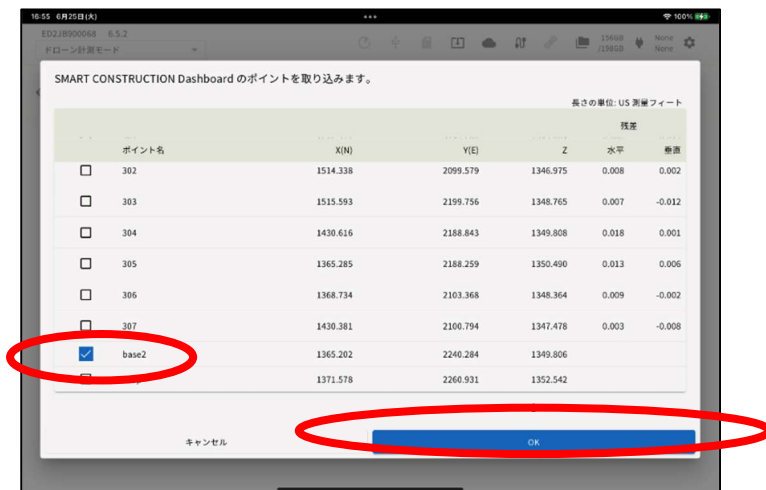 16:55 6月25日(火)
100%
ED2JB900068 6.5.2
ドローン計測モード
156GB
/198GB
None
None
SMART CONSTRUCTION Dashboard のポイントを取り込みます。
長さの単位: US 測量フィート
残差
ポイント名 X(N) Y(E) Z 水平 垂直
302 1514.338 2099.579 1346.975 0.008 0.002
303 1515.593 2199.756 1348.765 0.007 -0.012
304 1430.616 2188.843 1349.808 0.018 0.001
305 1365.285 2188.259 1350.490 0.013 0.006
306 1368.734 2103.368 1348.364 0.009 -0.002
307 1430.381 2100.794 1347.478 0.003 -0.008
base2 1365.202 2240.284 1349.806
1371.578 2260.931 1352.542
キャンセル
OK